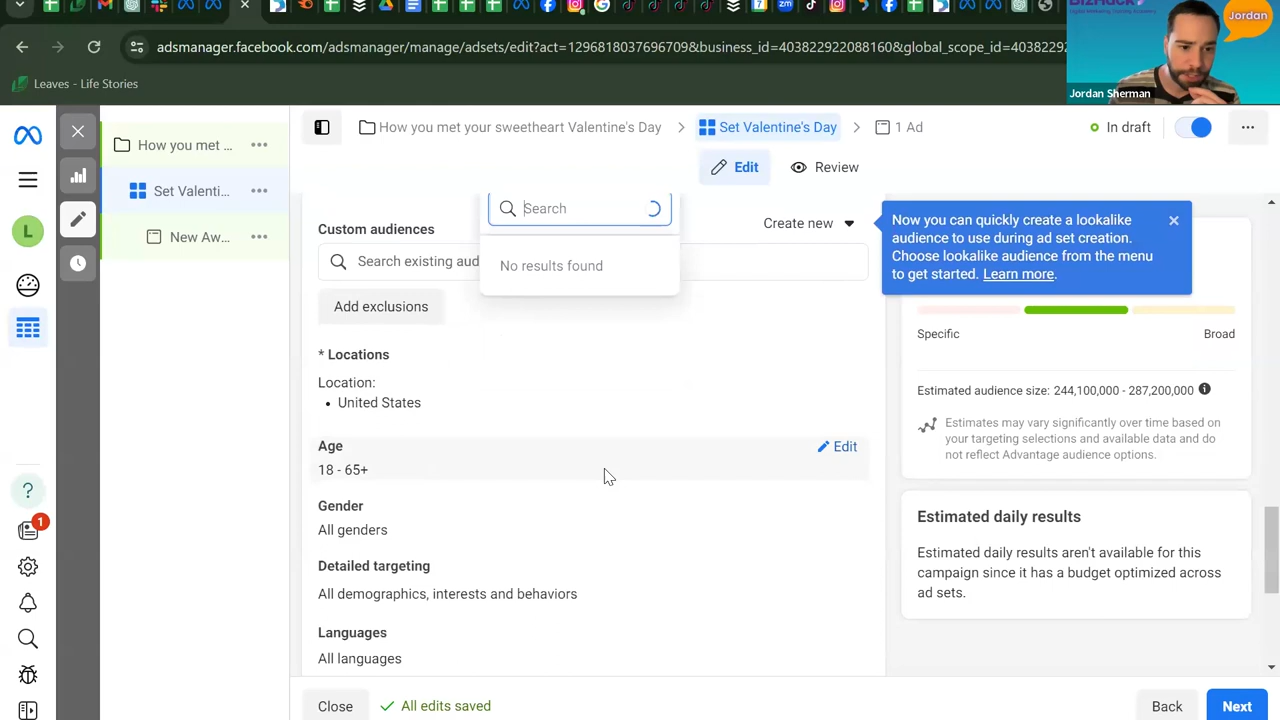 BizHack
Jordan
adsmanager.facebook.com/adsmanager/manage/adsets/edit?act=1296818037696709&business_id=403822922088160&global_scope_id=40382292
Leaves - Life Stories
Jordan Sherman
How you met your sweetheart Valentine's Day
Set Valentine's Day
1 Ad
In draft
Edit
Review
How you met ...
Set Valenti...
New Aw...
L
1
Search
No results found
Custom audiences
Create new
Search existing aud
Add exclusions
Now you can quickly create a lookalike
audience to use during ad set creation.
Choose lookalike audience from the menu
to get started. Learn more.
* Locations
Location:
• United States
Age
Edit
18 - 65+
Gender
All genders
Detailed targeting
All demographics, interests and behaviors
Languages
All languages
Specific
Broad
Estimated audience size: 244,100,000 - 287,200,000
Estimates may vary significantly over time based on
your targeting selections and available data and do
not reflect Advantage audience options.
Estimated daily results
Estimated daily results aren't available for this
campaign since it has a budget optimized across
ad sets.
Close
All edits saved
Back
Next